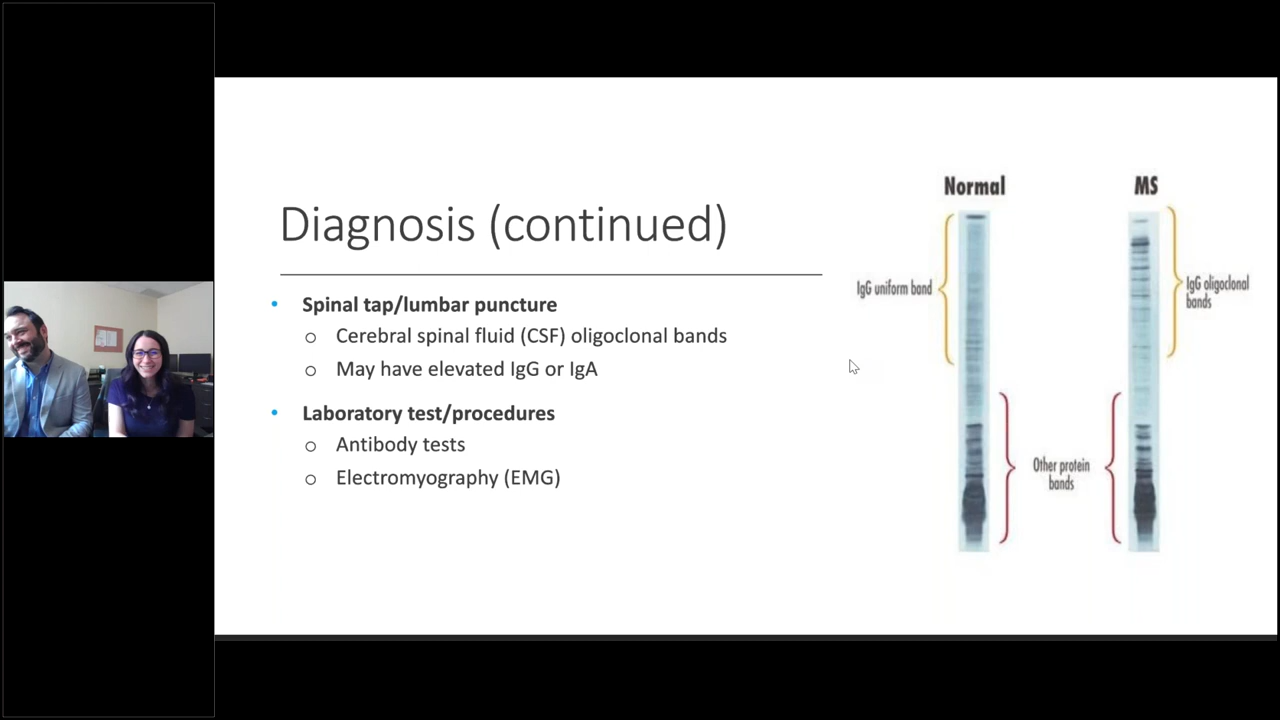 Diagnosis (continued)
• Spinal tap/lumbar puncture
o Cerebral spinal fluid (CSF) oligoclonal bands
o May have elevated IgG or IgA
• Laboratory test/procedures
o Antibody tests
o Electromyography (EMG)
Normal
MS
IgG uniform band
IgG oligoclonal
bands
Other protein
bands